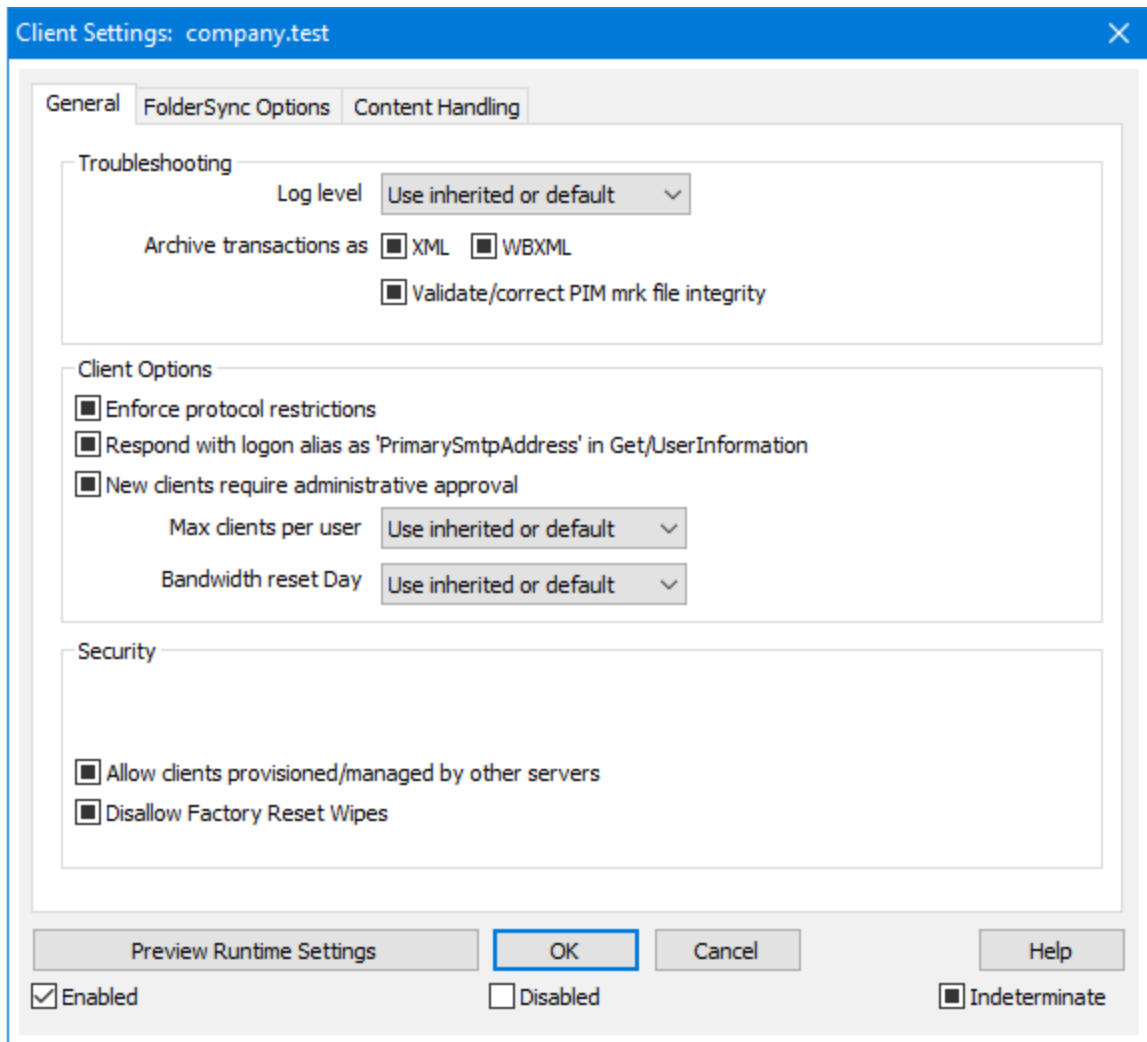 Client Settings: company.test
General FolderSync Options Content Handling
Troubleshooting
Log level Use inherited or default
Archive transactions as XML WBXML
Validate/correct PIM mrk file integrity
Client Options
Enforce protocol restrictions
Respond with logon alias as 'PrimarySmtpAddress' in Get/UserInformation
New clients require administrative approval
Max clients per user Use inherited or default
Bandwidth reset Day Use inherited or default
Security
Allow clients provisioned/managed by other servers
Disallow Factory Reset Wipes
Preview Runtime Settings OK Cancel Help
Enabled Disabled Indeterminate